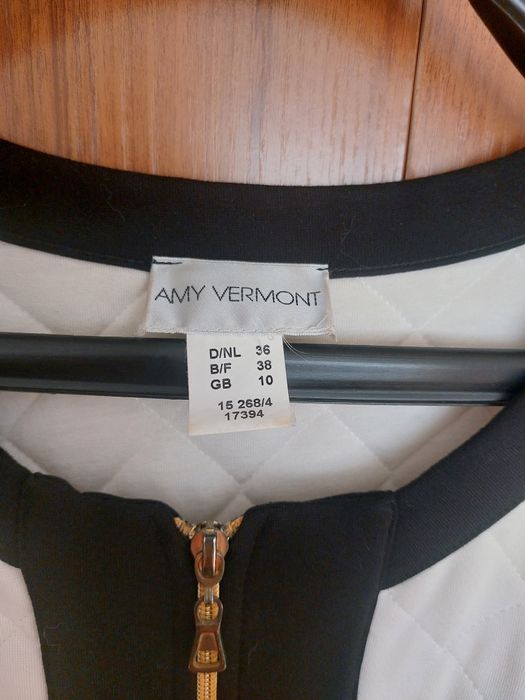 AMY VERMONT
D/NL 36
B/F 38
GB 10
15 268/4
17394